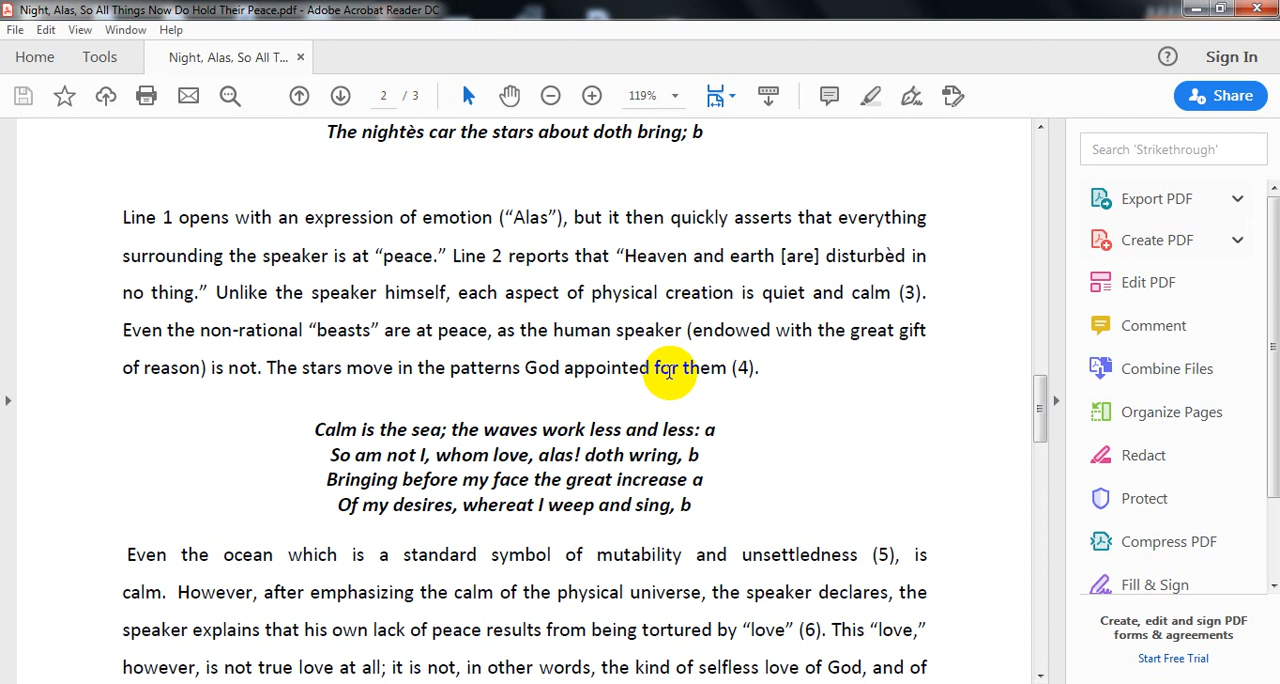 Night, Alas, So All Things Now Do Hold Their Peace.pdf - Adobe Acrobat Reader DC
File Edit View Window Help
Home Tools Night, Alas, So All T... × Sign In
2 / 3 119% Share
The nightès car the stars about doth bring; b
Line 1 opens with an expression of emotion (“Alas”), but it then quickly asserts that everything
surrounding the speaker is at “peace.” Line 2 reports that “Heaven and earth [are] disturbèd in
no thing.” Unlike the speaker himself, each aspect of physical creation is quiet and calm (3).
Even the non-rational “beasts” are at peace, as the human speaker (endowed with the great gift
of reason) is not. The stars move in the patterns God appointed for them (4).
Calm is the sea; the waves work less and less: a
So am not I, whom love, alas! doth wring, b
Bringing before my face the great increase a
Of my desires, whereat I weep and sing, b
Even the ocean which is a standard symbol of mutability and unsettledness (5), is
calm. However, after emphasizing the calm of the physical universe, the speaker declares, the
speaker explains that his own lack of peace results from being tortured by “love” (6). This “love,”
however, is not true love at all; it is not, in other words, the kind of selfless love of God, and of
Search 'Strikethrough'
Export PDF
Create PDF
Edit PDF
Comment
Combine Files
Organize Pages
Redact
Protect
Compress PDF
Fill & Sign
Create, edit and sign PDF
forms & agreements
Start Free Trial